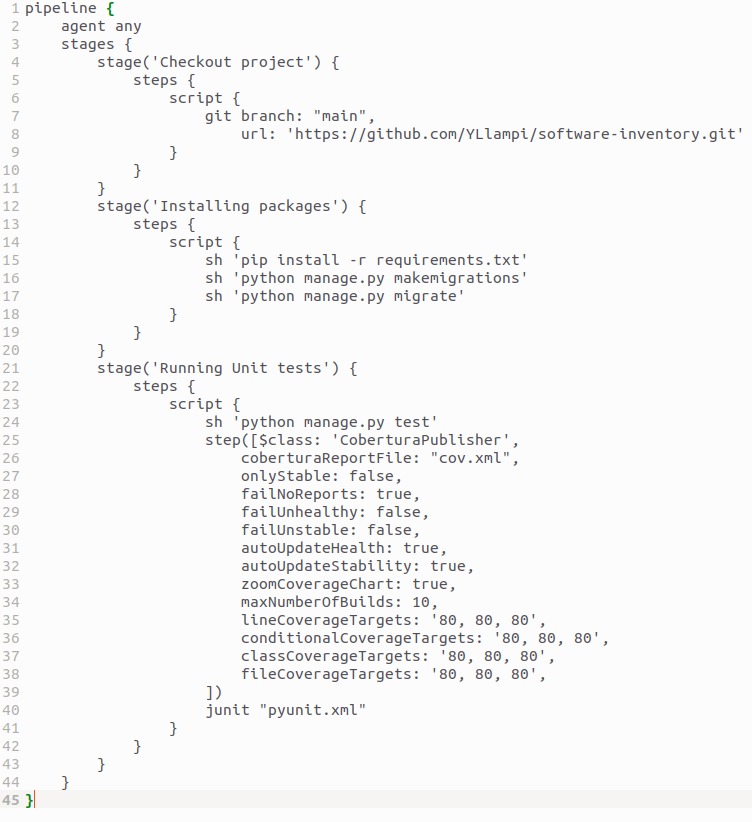 1 pipeline {
2     agent any
3     stages {
4         stage('Checkout project') {
5             steps {
6                 script {
7                     git branch: "main",
8                         url: 'https://github.com/YLlampi/software-inventory.git'
9                 }
10             }
11         }
12         stage('Installing packages') {
13             steps {
14                 script {
15                     sh 'pip install -r requirements.txt'
16                     sh 'python manage.py makemigrations'
17                     sh 'python manage.py migrate'
18                 }
19             }
20         }
21         stage('Running Unit tests') {
22             steps {
23                 script {
24                     sh 'python manage.py test'
25                     step([$class: 'CoberturaPublisher',
26                         coberturaReportFile: "cov.xml",
27                         onlyStable: false,
28                         failNoReports: true,
29                         failUnhealthy: false,
30                         failUnstable: false,
31                         autoUpdateHealth: true,
32                         autoUpdateStability: true,
33                         zoomCoverageChart: true,
34                         maxNumberOfBuilds: 10,
35                         lineCoverageTargets: '80, 80, 80',
36                         conditionalCoverageTargets: '80, 80, 80',
37                         classCoverageTargets: '80, 80, 80',
38                         fileCoverageTargets: '80, 80, 80',
39                     ])
40                     junit "pyunit.xml"
41                 }
42             }
43         }
44     }
45 }